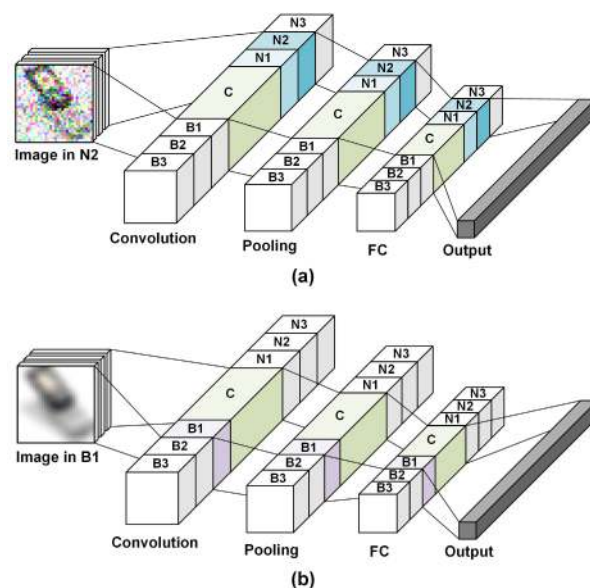 N3
N2
N1
C
B1
B2
B3
N3
N2
N1
C
B1
B2
B3
N3
N2
N1
C
B1
B2
B3
Image in N2
Convolution
Pooling
FC
Output
(a)
N3
N2
N1
C
B1
B2
B3
N3
N2
N1
C
B1
B2
B3
N3
N2
N1
C
B1
B2
B3
Image in B1
Convolution
Pooling
FC
Output
(b)